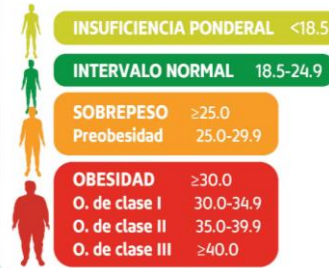 INSUFICIENCIA PONDERAL <18.5
INTERVALO NORMAL 18.5-24.9
SOBREPESO ≥25.0
Preobesidad 25.0-29.9
OBESIDAD ≥30.0
O. de clase I 30.0-34.9
O. de clase II 35.0-39.9
O. de clase III ≥40.0